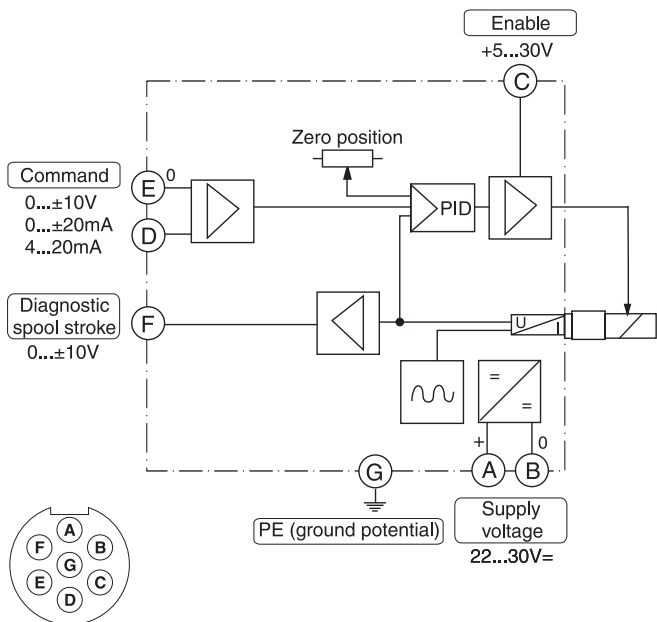 Enable
+5...30V
C
Zero position
Command
0...±10V
0...±20mA
4...20mA
E
0
D
PID
Diagnostic
spool stroke
0...±10V
F
U
I
=
=
+
0
A
B
G
PE (ground potential)
Supply
voltage
22...30V=
A
F
B
G
E
C
D